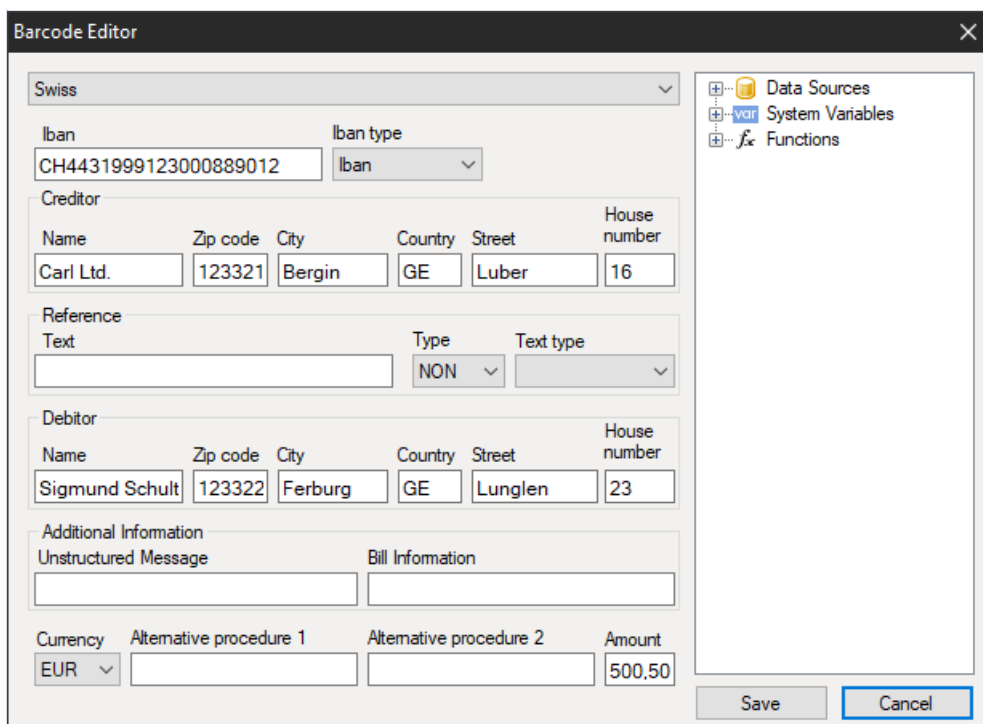 Barcode Editor
Swiss
Data Sources
var System Variables
fx Functions
Iban Iban type
CH4431999123000889012 Iban
Creditor
Name Zip code City Country Street House number
Carl Ltd. 123321 Bergin GE Luber 16
Reference
Text Type Text type
NON
Debitor
Name Zip code City Country Street House number
Sigmund Schult 123322 Ferburg GE Lunglen 23
Additional Information
Unstructured Message Bill Information
Currency Alternative procedure 1 Alternative procedure 2 Amount
EUR 500,50
Save Cancel